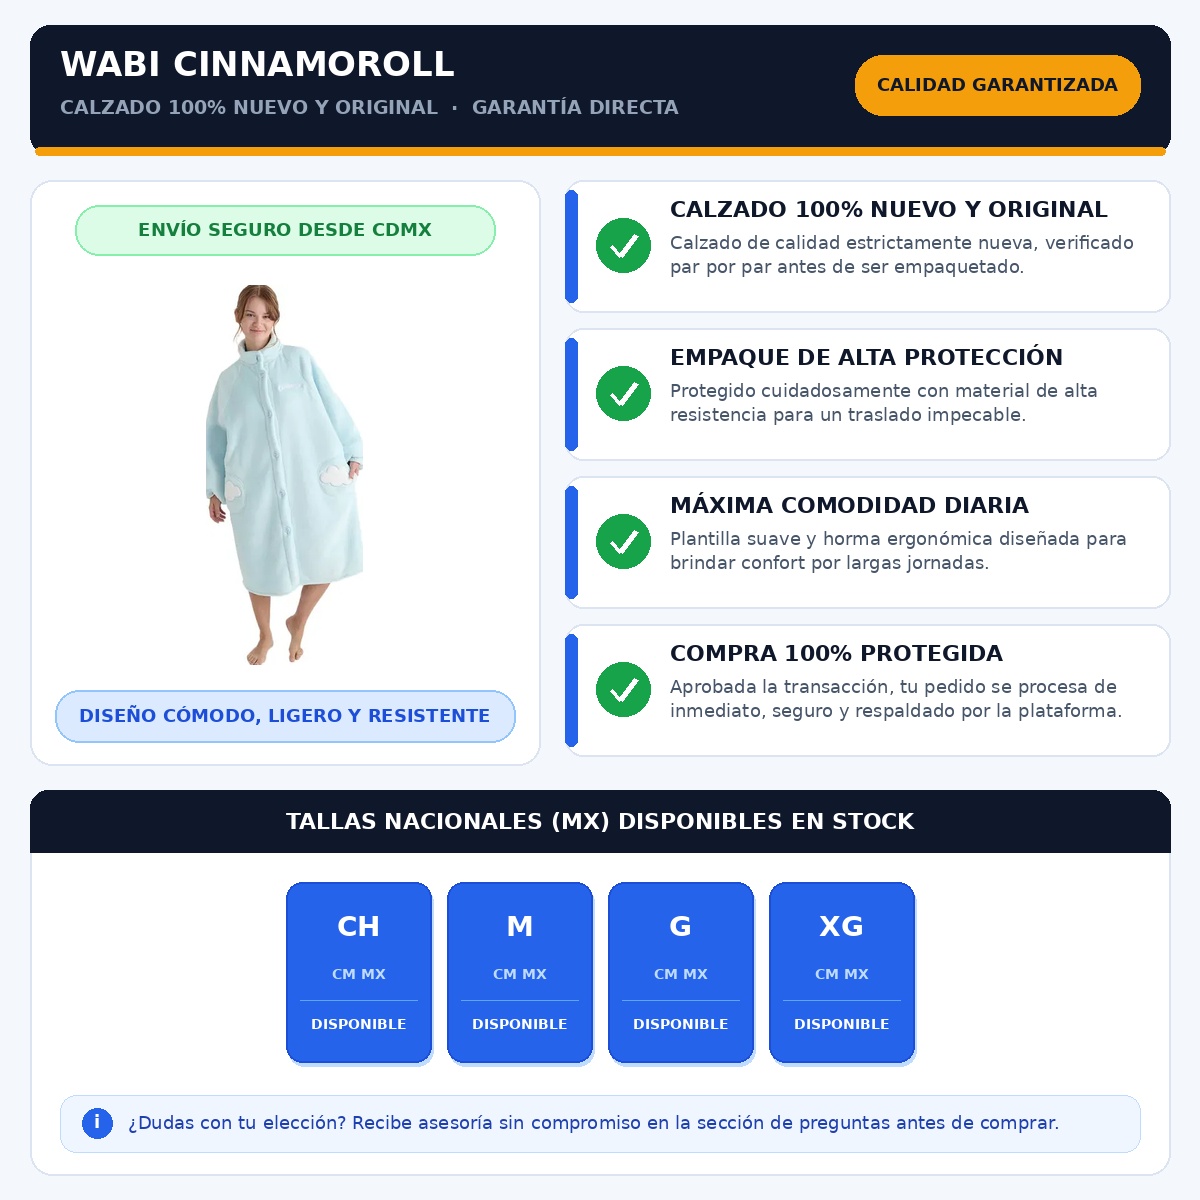 WABI CINNAMOROLL
CALZADO 100% NUEVO Y ORIGINAL · GARANTÍA DIRECTA
CALIDAD GARANTIZADA
ENVÍO SEGURO DESDE CDMX
DISEÑO CÓMODO, LIGERO Y RESISTENTE
CALZADO 100% NUEVO Y ORIGINAL
Calzado de calidad estrictamente nueva, verificado
par por par antes de ser empaquetado.
EMPAQUE DE ALTA PROTECCIÓN
Protegido cuidadosamente con material de alta
resistencia para un traslado impecable.
MÁXIMA COMODIDAD DIARIA
Plantilla suave y horma ergonómica diseñada para
brindar confort por largas jornadas.
COMPRA 100% PROTEGIDA
Aprobada la transacción, tu pedido se procesa de
inmediato, seguro y respaldado por la plataforma.
TALLAS NACIONALES (MX) DISPONIBLES EN STOCK
CH
CM MX
DISPONIBLE
M
CM MX
DISPONIBLE
G
CM MX
DISPONIBLE
XG
CM MX
DISPONIBLE
i ¿Dudas con tu elección? Recibe asesoría sin compromiso en la sección de preguntas antes de comprar.